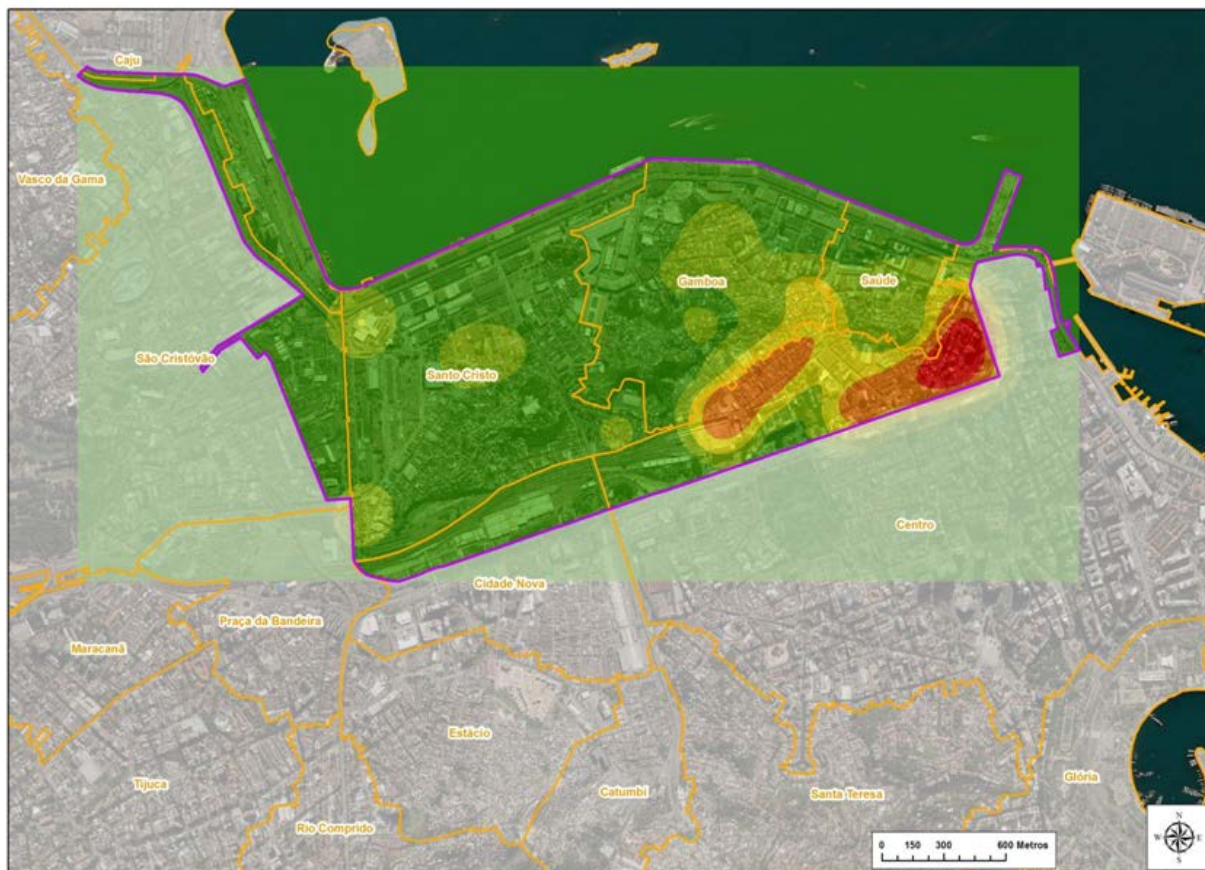 Caju
Vasco da Gama
Gamboa
Saúde
São Cristóvão
Santo Cristo
Centro
Cidade Nova
Praça da Bandeira
Maracanã
Estácio
Tijuca
Catumbi
Santa Teresa
Glória
Rio Comprido
N
W E
S
0 150 300 600 Metros